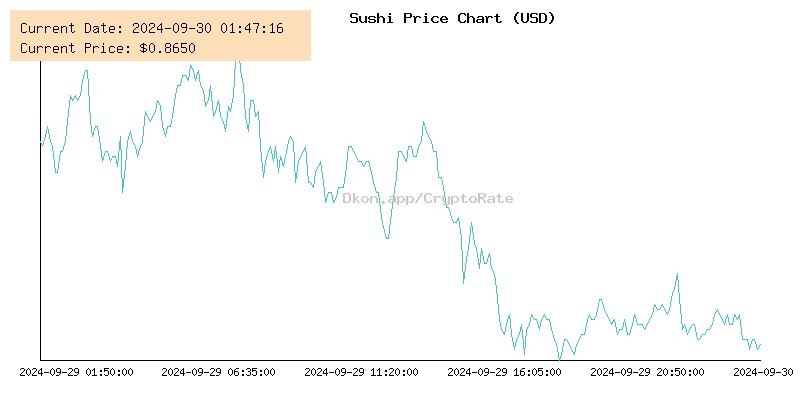 Sushi Price Chart (USD)
Current Date: 2024-09-30 01:47:16
Current Price: $0.8650
Dkon.app/CryptoRate
2024-09-29 01:50:00 2024-09-29 06:35:00 2024-09-29 11:20:00 2024-09-29 16:05:00 2024-09-29 20:50:00 2024-09-30